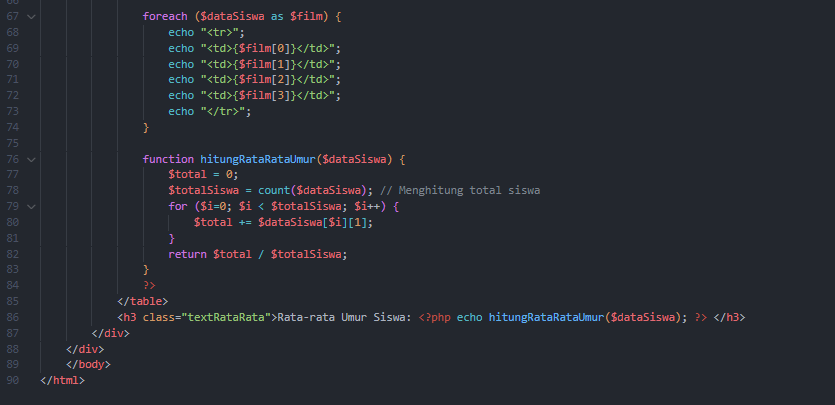 67 foreach ($dataSiswa as $film) {
68 echo "<tr>";
69 echo "<td>{$film[0]}</td>";
70 echo "<td>{$film[1]}</td>";
71 echo "<td>{$film[2]}</td>";
72 echo "<td>{$film[3]}</td>";
73 echo "</tr>";
74 }
75
76 function hitungRataRataUmur($dataSiswa) {
77 $total = 0;
78 $totalSiswa = count($dataSiswa); // Menghitung total siswa
79 for ($i=0; $i < $totalSiswa; $i++) {
80 $total += $dataSiswa[$i][1];
81 }
82 return $total / $totalSiswa;
83 }
84 ?>
85 </table>
86 <h3 class="textRataRata">Rata-rata Umur Siswa: <?php echo hitungRataRataUmur($dataSiswa); ?> </h3>
87 </div>
88 </div>
89 </body>
90 </html>